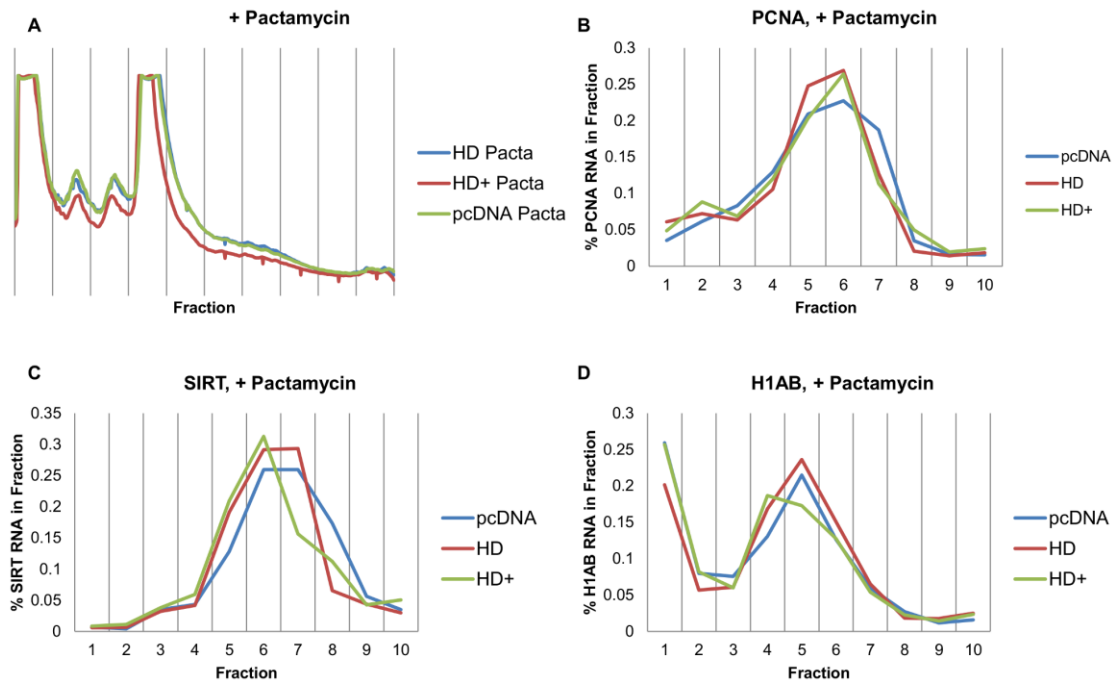 A
+ Pactamycin
HD Pacta
HD+ Pacta
pcDNA Pacta
Fraction
B
PCNA, + Pactamycin
% PCNA RNA in Fraction
0.3
0.25
0.2
0.15
0.1
0.05
0
1 2 3 4 5 6 7 8 9 10
Fraction
pcDNA
HD
HD+
C
SIRT, + Pactamycin
% SIRT RNA in Fraction
0.35
0.3
0.25
0.2
0.15
0.1
0.05
0
1 2 3 4 5 6 7 8 9 10
Fraction
pcDNA
HD
HD+
D
H1AB, + Pactamycin
% H1AB RNA in Fraction
0.3
0.25
0.2
0.15
0.1
0.05
0
1 2 3 4 5 6 7 8 9 10
Fraction
pcDNA
HD
HD+